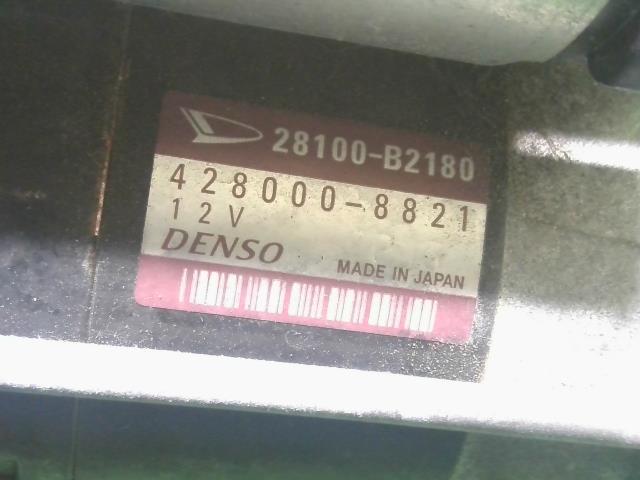 28100-B2180
428000-8821
12V
DENSO
MADE IN JAPAN